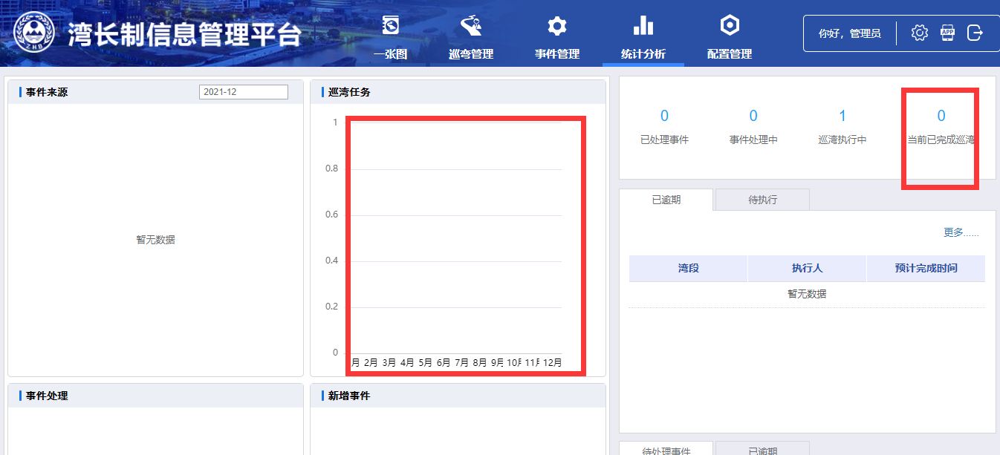 湾长制信息管理平台
ZHB
一张图
巡弯管理
事件管理
统计分析
配置管理
你好，管理员
APP
事件来源
2021-12
暂无数据
巡湾任务
1
0.8
0.6
0.4
0.2
0
月 2月 3月 4月 5月 6月 7月 8月 9月 10月 11月 12月
0
已处理事件
0
事件处理中
1
巡湾执行中
0
当前已完成巡湾
已逾期
待执行
更多......
湾段 执行人 预计完成时间
暂无数据
事件处理
新增事件
待处理事件
已逾期